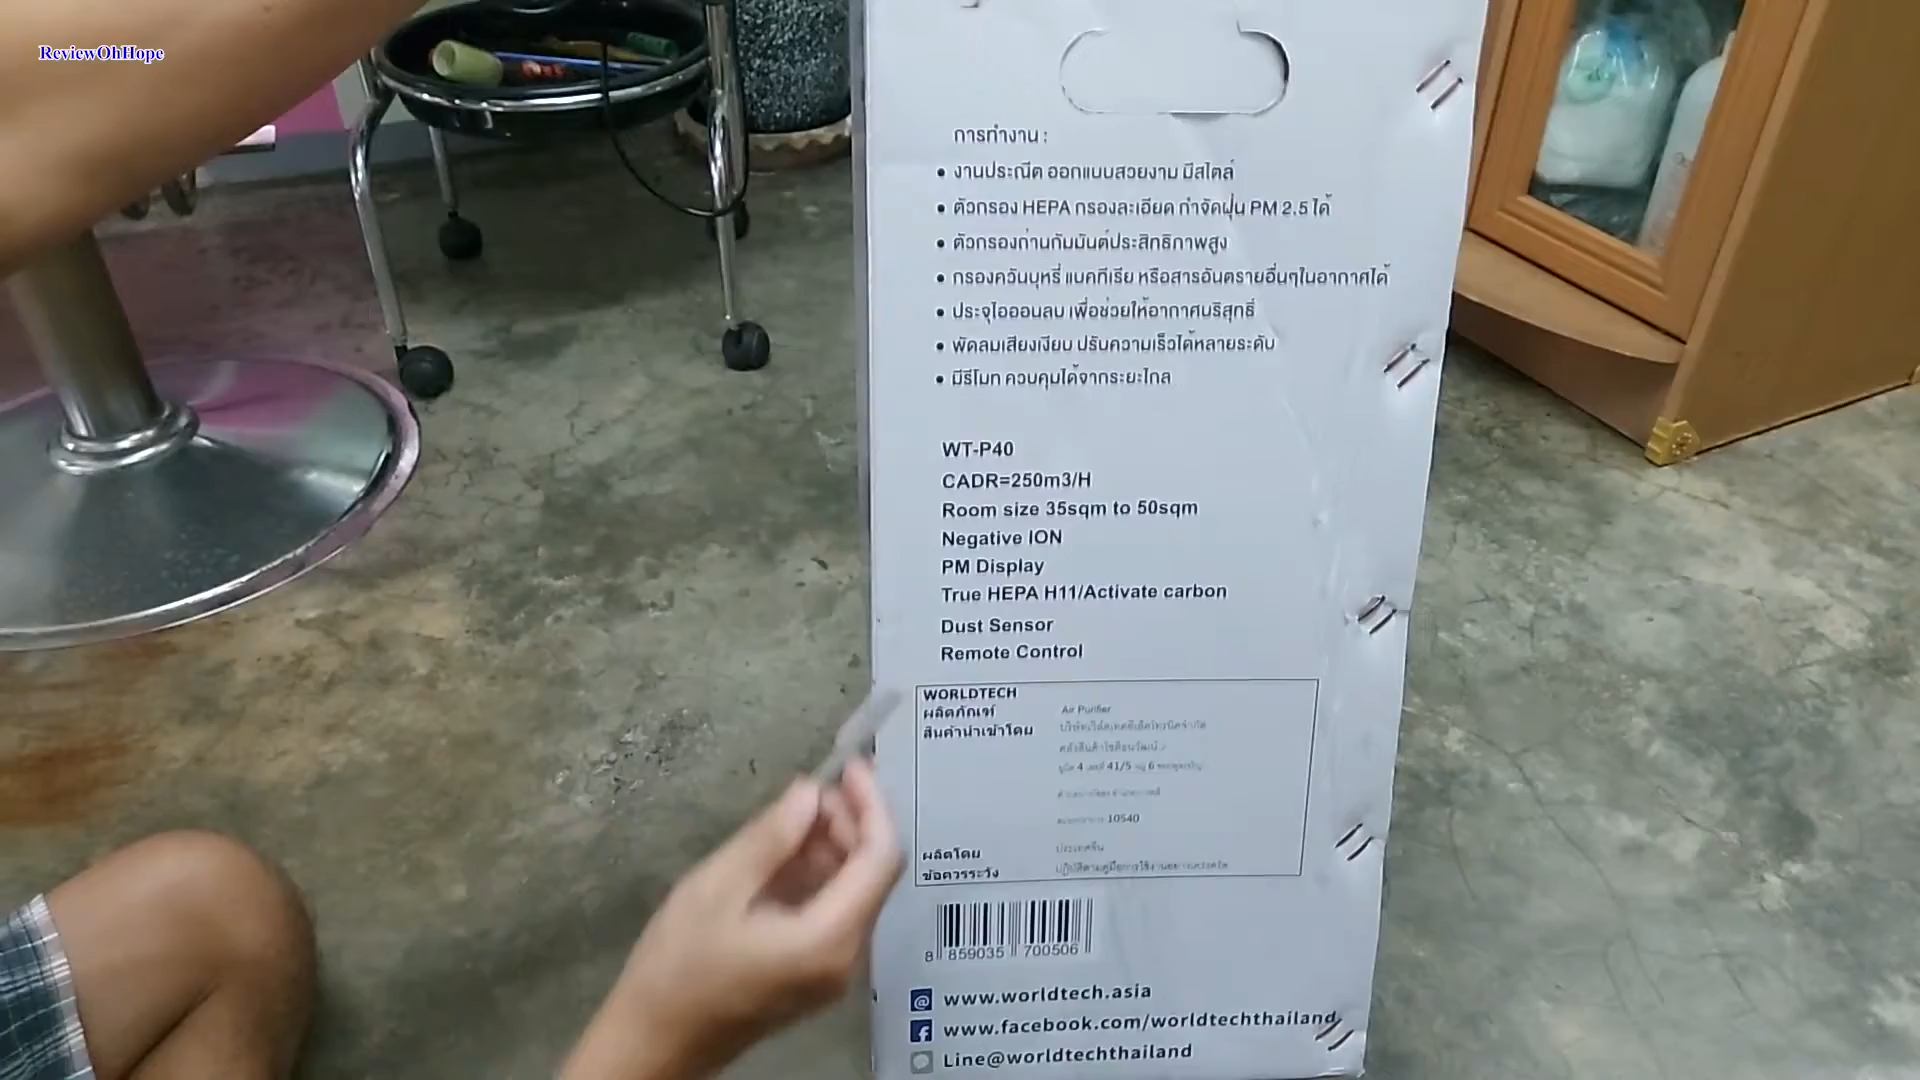 ReviewOhHope
การทำงาน :
• งานประณีต ออกแบบสวยงาม มีสไตล์
• ตัวกรอง HEPA กรองละเอียด กำจัดฝุ่น PM 2.5 ได้
• ตัวกรองถ่านกัมมันต์ประสิทธิภาพสูง
• กรองควันบุหรี่ แบคทีเรีย หรือสารอันตรายอื่นๆในอากาศได้
• ประจุไอออนลบ เพื่อช่วยให้อากาศบริสุทธิ์
• พัดลมเสียงเงียบ ปรับความเร็วได้หลายระดับ
• มีรีโมท ควบคุมได้จากระยะไกล
WT-P40
CADR=250m3/H
Room size 35sqm to 50sqm
Negative ION
PM Display
True HEPA H11/Activate carbon
Dust Sensor
Remote Control
WORLDTECH
ผลิตภัณฑ์ Air Purifier
สินค้านำเข้าโดย
4 41/5 6
10540
ผลิตโดย ประเทศจีน
ข้อควรระวัง
8 859035 700506
www.worldtech.asia
www.facebook.com/worldtechthailand
Line@worldtechthailand